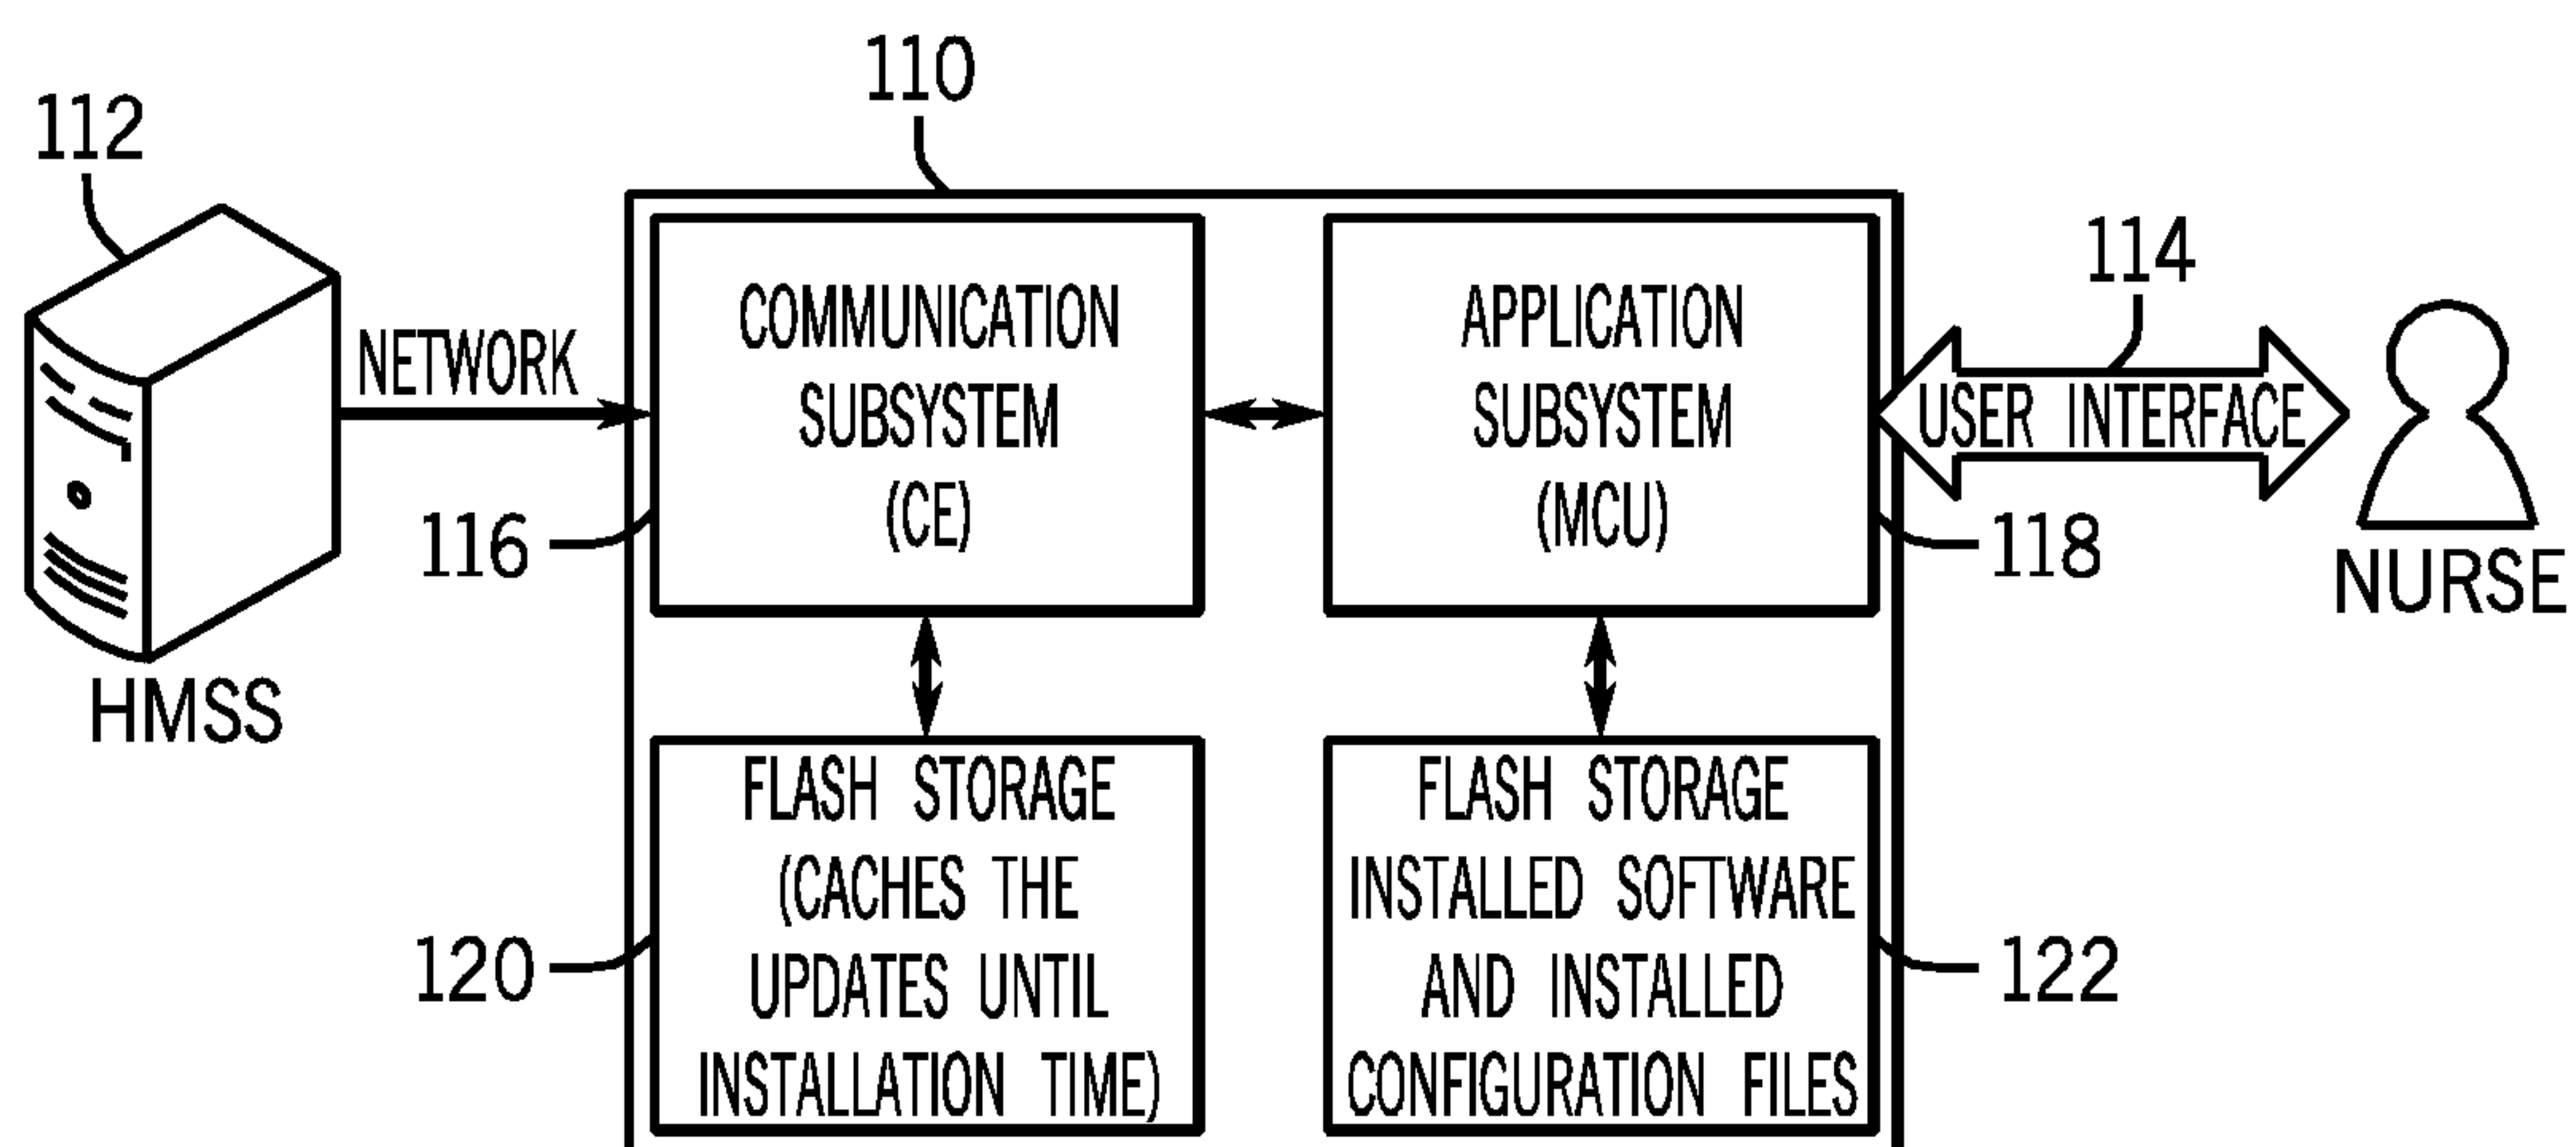 110
112
NETWORK
HMSS
COMMUNICATION
SUBSYSTEM
(CE)
116
APPLICATION
SUBSYSTEM
(MCU)
118
114
USER INTERFACE
NURSE
FLASH STORAGE
(CACHES THE
UPDATES UNTIL
INSTALLATION TIME)
120
FLASH STORAGE
INSTALLED SOFTWARE
AND INSTALLED
CONFIGURATION FILES
122